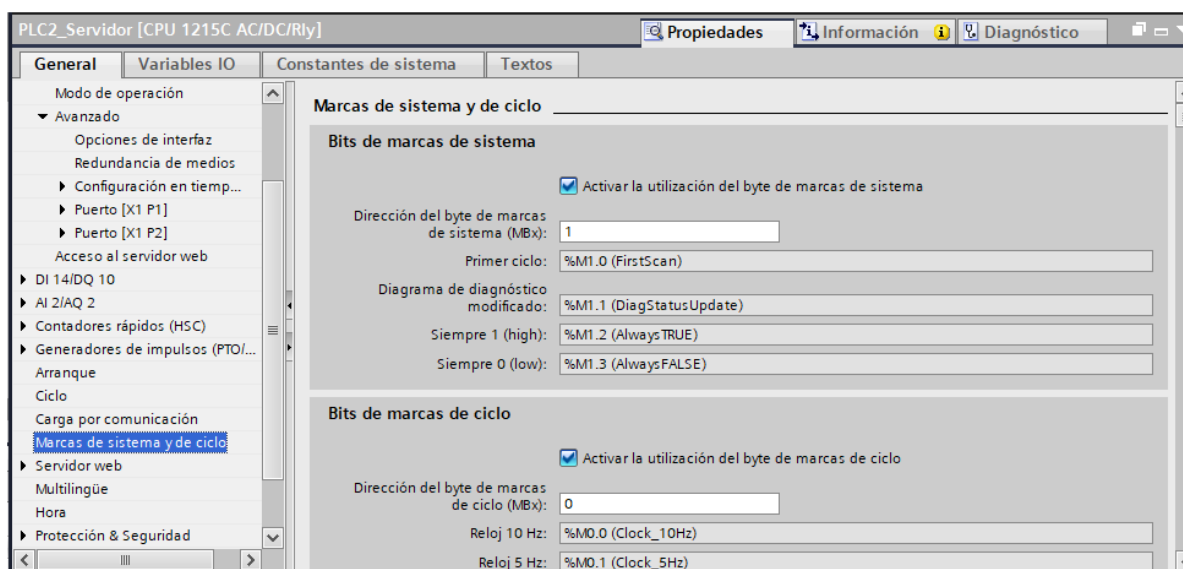 PLC2_Servidor [CPU 1215C AC/DC/Rly]
Propiedades
Información
Diagnóstico
General
Variables IO
Constantes de sistema
Textos
Modo de operación
Avanzado
Opciones de interfaz
Redundancia de medios
Configuración en tiemp...
Puerto [X1 P1]
Puerto [X1 P2]
Acceso al servidor web
DI 14/DQ 10
AI 2/AQ 2
Contadores rápidos (HSC)
Generadores de impulsos (PTO/...
Arranque
Ciclo
Carga por comunicación
Marcas de sistema y de ciclo
Servidor web
Multilingüe
Hora
Protección & Seguridad
Marcas de sistema y de ciclo
Bits de marcas de sistema
Activar la utilización del byte de marcas de sistema
Dirección del byte de marcas
de sistema (MBx): 1
Primer ciclo: %M1.0 (FirstScan)
Diagrama de diagnóstico
modificado: %M1.1 (DiagStatusUpdate)
Siempre 1 (high): %M1.2 (AlwaysTRUE)
Siempre 0 (low): %M1.3 (AlwaysFALSE)
Bits de marcas de ciclo
Activar la utilización del byte de marcas de ciclo
Dirección del byte de marcas
de ciclo (MBx): 0
Reloj 10 Hz: %M0.0 (Clock_10Hz)
Reloj 5 Hz: %M0.1 (Clock_5Hz)